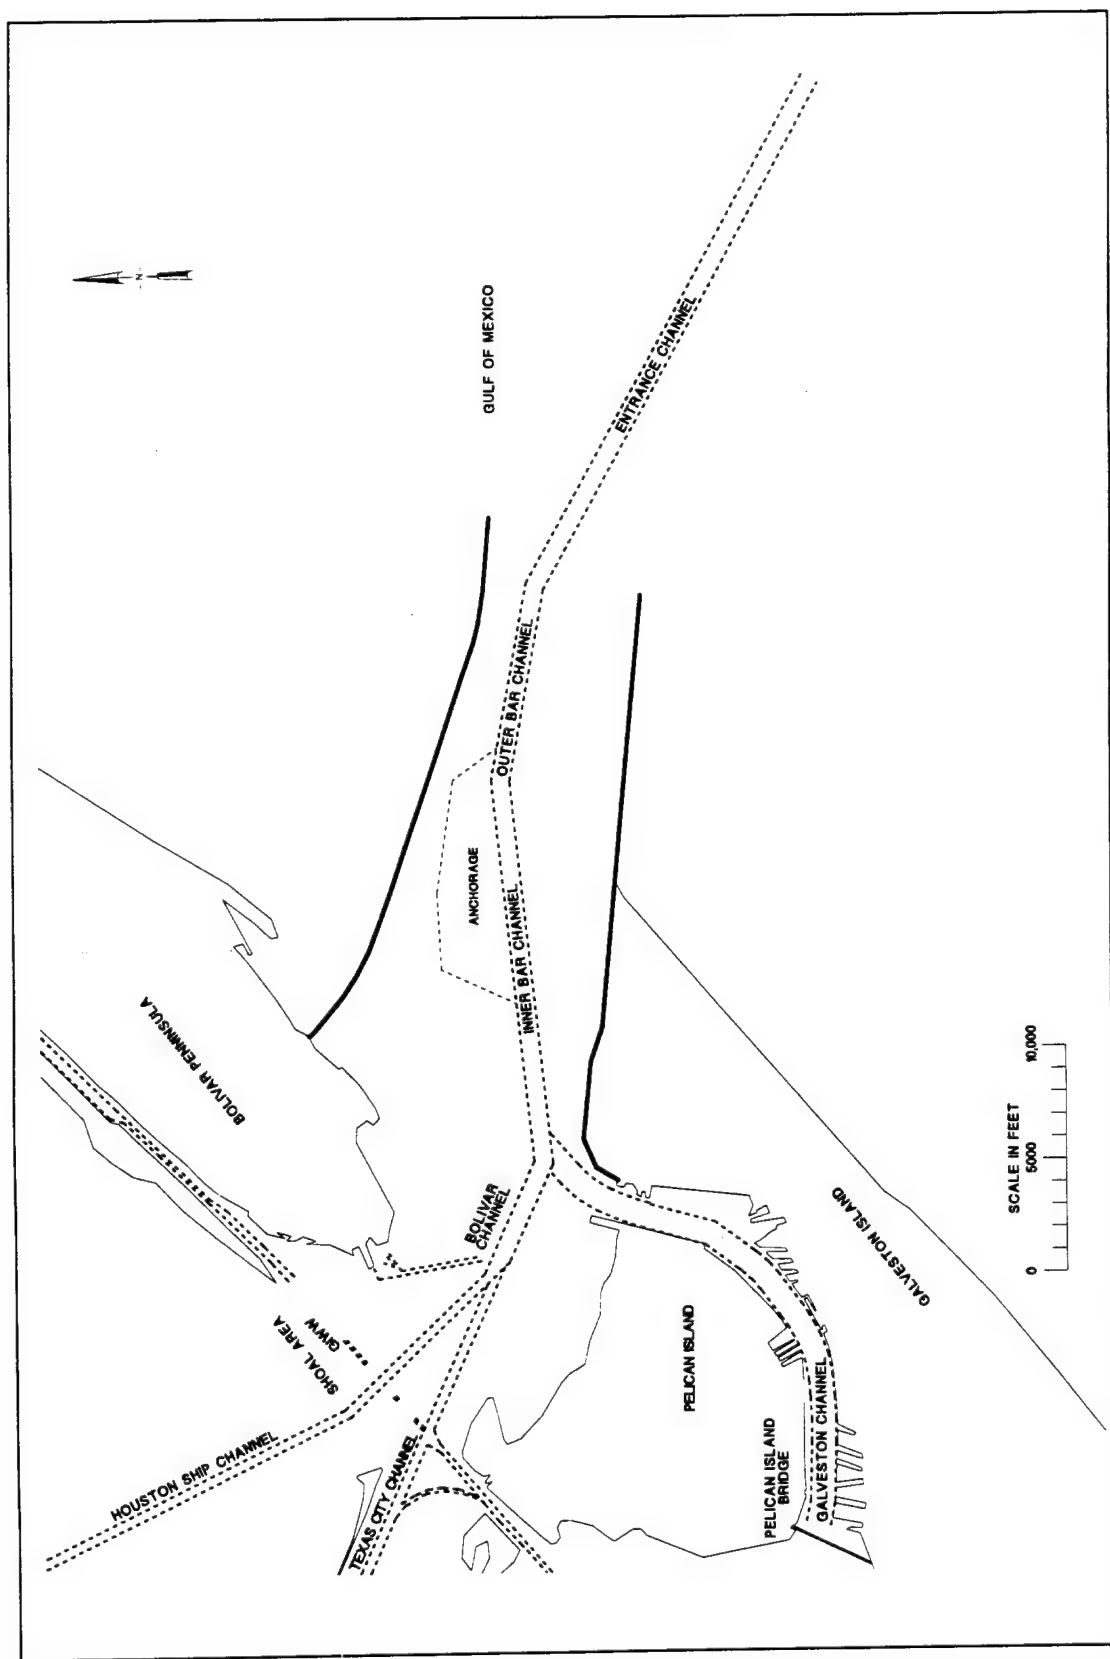 N
GULF OF MEXICO
ENTRANCE CHANNEL
OUTER BAR CHANNEL
ANCHORAGE
INNER BAR CHANNEL
BOLIVAR PENINSULA
BOLIVAR
CHANNEL
SHOAL AREA
GIWW
HOUSTON SHIP CHANNEL
TEXAS CITY CHANNEL
PELICAN ISLAND
PELICAN ISLAND
BRIDGE
GALVESTON CHANNEL
GALVESTON ISLAND
SCALE IN FEET
0 5000 10,000